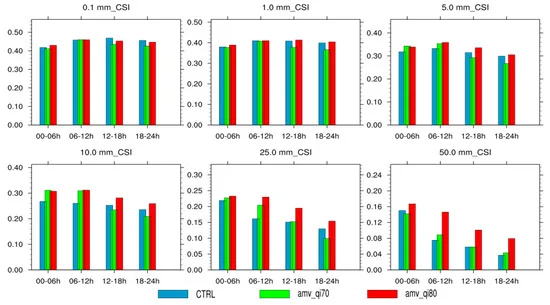 0.1 mm_CSI 1.0 mm_CSI 5.0 mm_CSI
0.50 0.50 0.40
0.40 0.40 0.30
0.30 0.30 0.20
0.20 0.20 0.10
0.10 0.10
0.00 0.00 0.00
00-06h 06-12h 12-18h 18-24h 00-06h 06-12h 12-18h 18-24h 00-06h 06-12h 12-18h 18-24h
10.0 mm_CSI 25.0 mm_CSI 50.0 mm_CSI
0.40 0.30 0.24
0.30 0.25 0.20
0.20 0.20 0.16
0.10 0.15 0.12
0.10 0.08
0.05 0.04
0.00 0.00 0.00
00-06h 06-12h 12-18h 18-24h 00-06h 06-12h 12-18h 18-24h 00-06h 06-12h 12-18h 18-24h
CTRL amv_qi70 amv_qi80